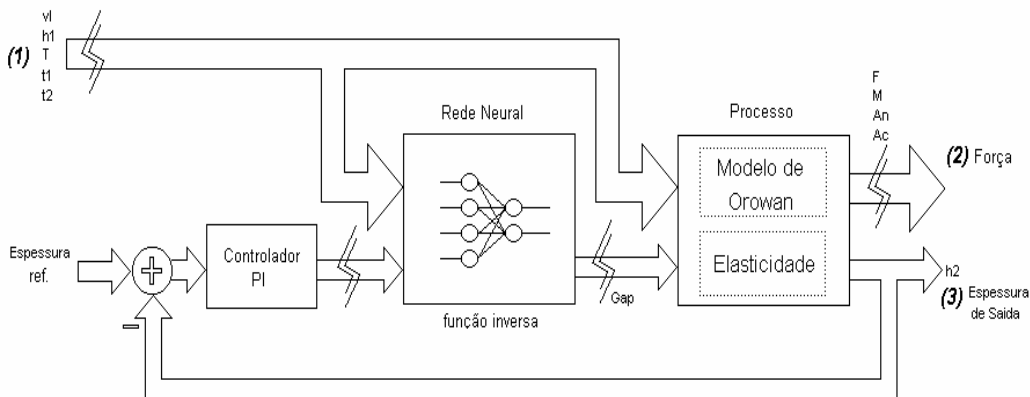 vl
h1
(1) T
t1
t2
Rede Neural
Processo
F
M
An
Ac
Modelo de
Orowan
(2) Força
Espessura
ref.
+
−
Controlador
PI
Elasticidade
Gap
função inversa
h2
(3) Espessura
de Saida